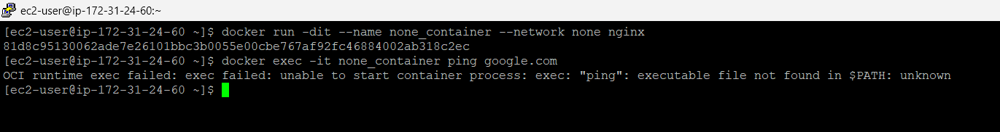 ec2-user@ip-172-31-24-60:~
[ec2-user@ip-172-31-24-60 ~]$ docker run -dit --name none_container --network none nginx
81d8c95130062ade7e26101bbc3b0055e00cbe767af92fc46884002ab318c2ec
[ec2-user@ip-172-31-24-60 ~]$ docker exec -it none_container ping google.com
OCI runtime exec failed: exec failed: unable to start container process: exec: "ping": executable file not found in $PATH: unknown
[ec2-user@ip-172-31-24-60 ~]$